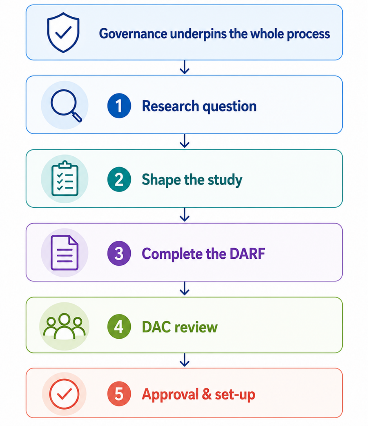 Governance underpins the whole process
1 Research question
2 Shape the study
3 Complete the DARF
4 DAC review
5 Approval & set-up